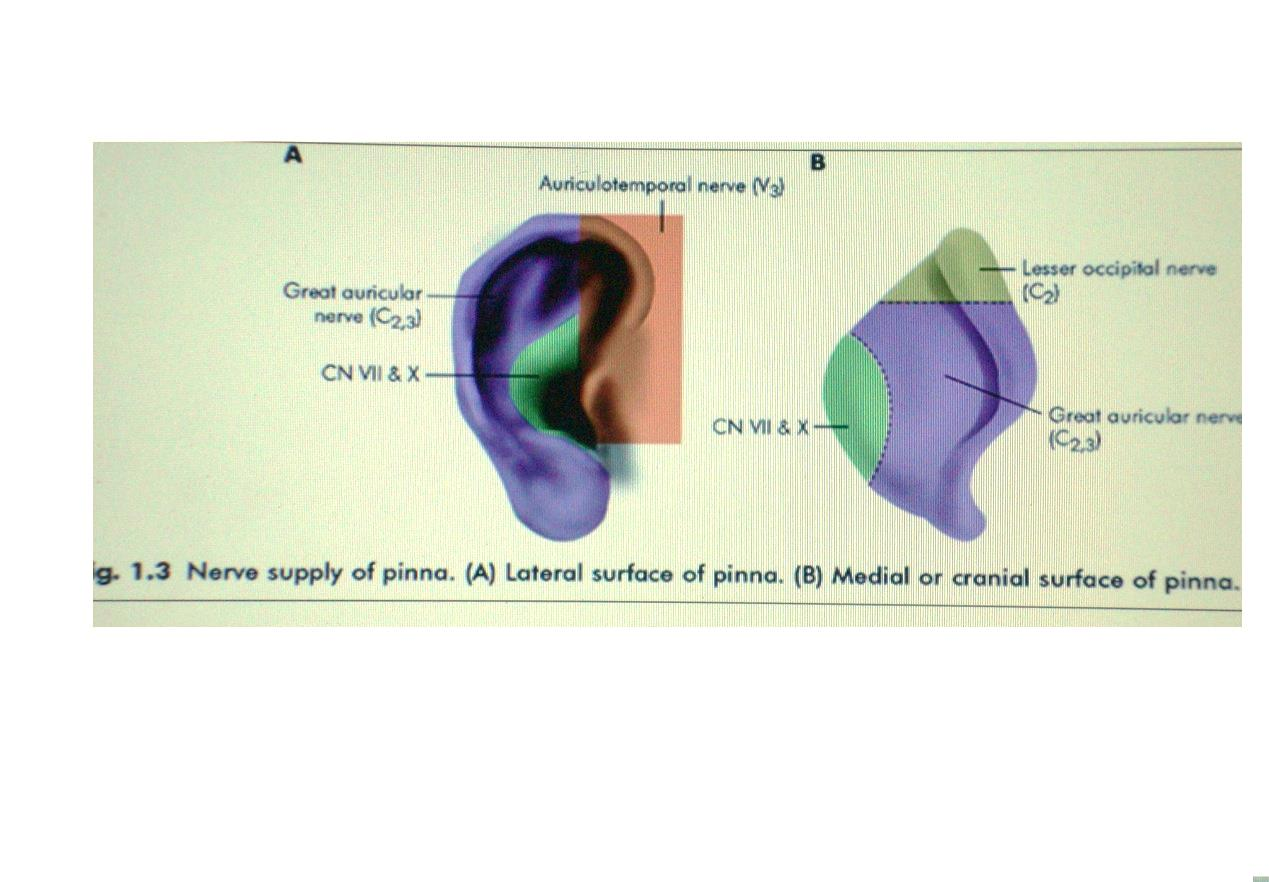 A
B
Auriculotemporal nerve (V3)
Great auricular
nerve (C2,3)
CN VII & X
Lesser occipital nerve
(C2)
CN VII & X
Great auricular nerve
(C2,3)
ig. 1.3 Nerve supply of pinna. (A) Lateral surface of pinna. (B) Medial or cranial surface of pinna.